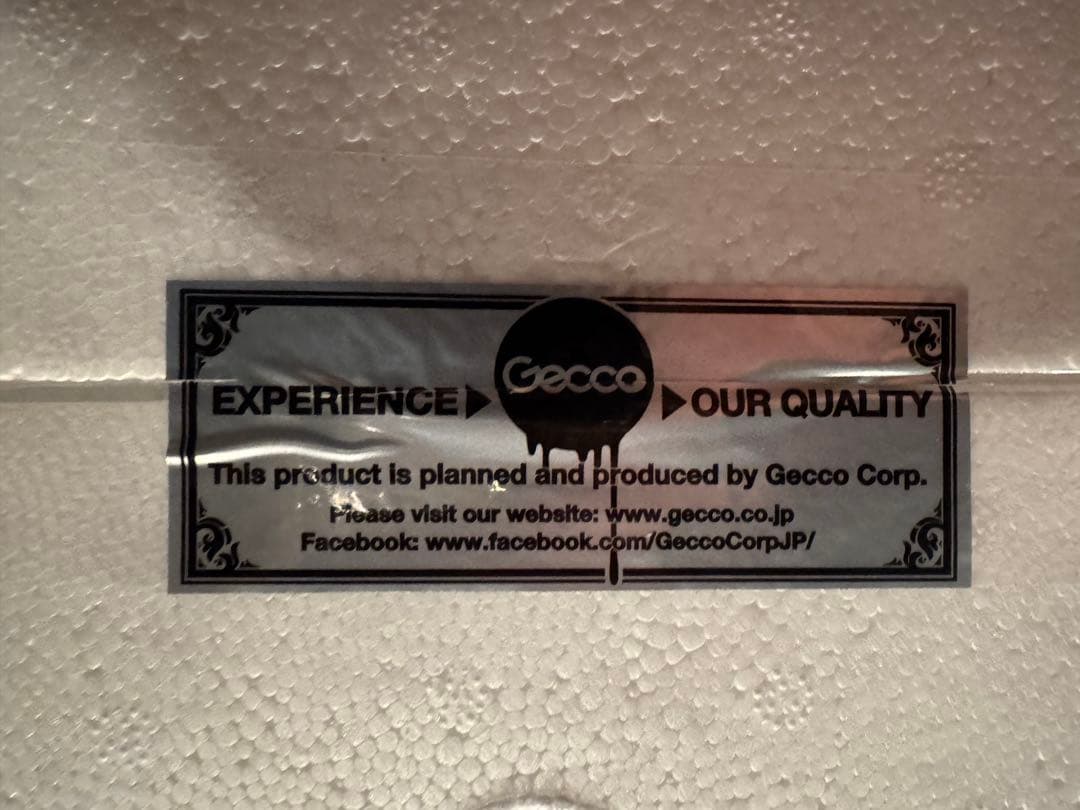 Gecco
EXPERIENCE ▶ OUR QUALITY
This product is planned and produced by Gecco Corp.
Please visit our website: www.gecco.co.jp
Facebook: www.facebook.com/GeccoCorpJP/